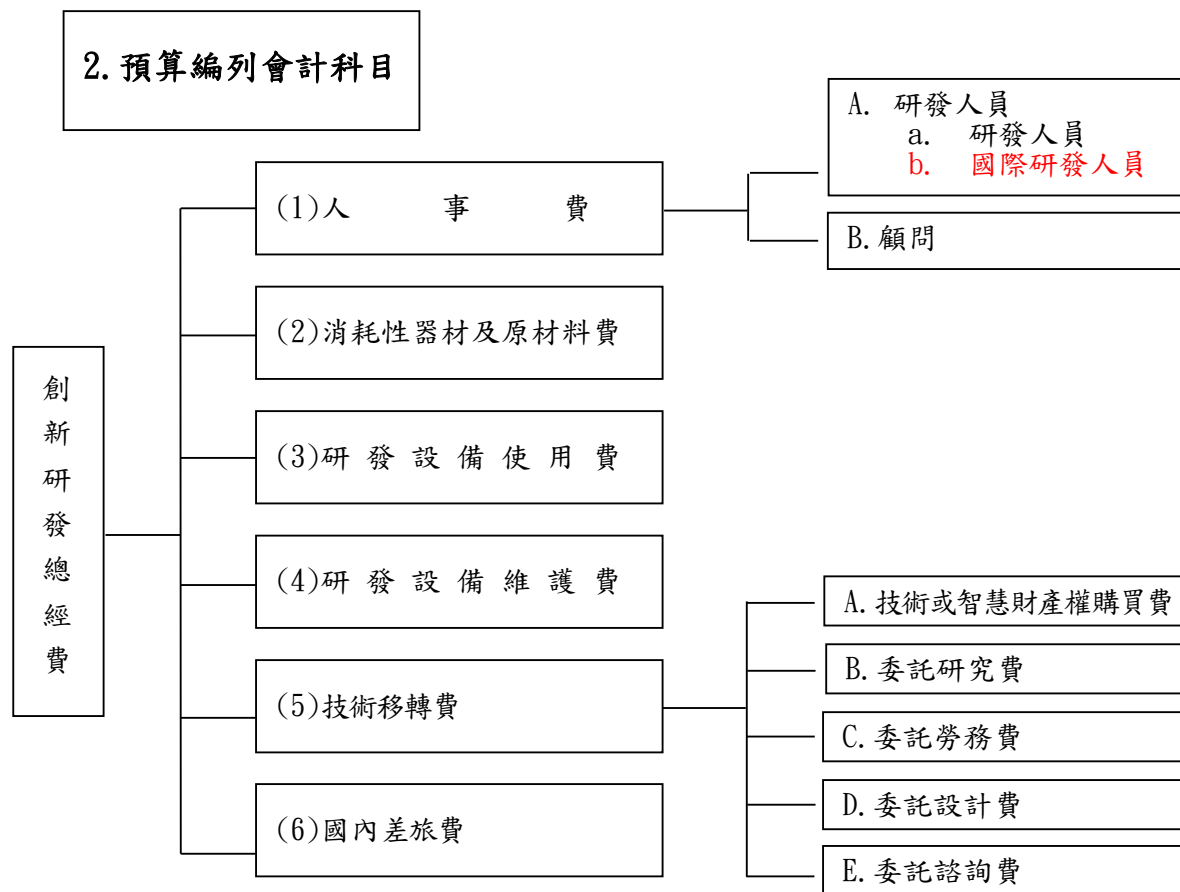 2.預算編列會計科目
創新研發總經費
(1)人事費
A. 研發人員
a. 研發人員
b. 國際研發人員
B.顧問
(2)消耗性器材及原材料費
(3)研發設備使用費
(4)研發設備維護費
(5)技術移轉費
A.技術或智慧財產權購買費
B.委託研究費
C.委託勞務費
D.委託設計費
E.委託諮詢費
(6)國內差旅費